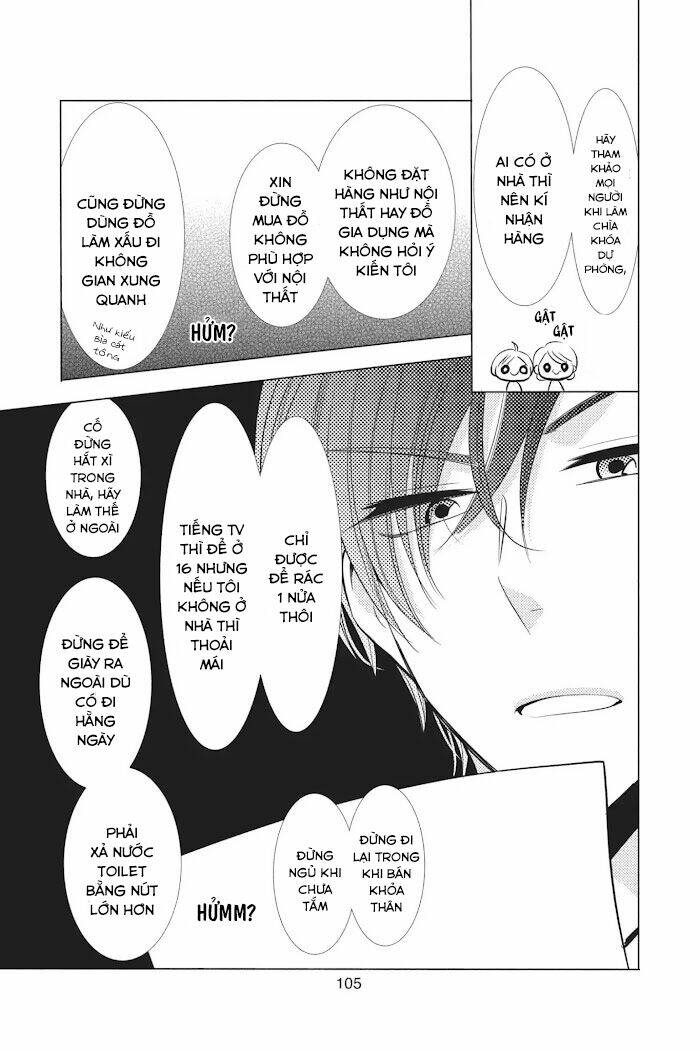 HÃY
THAM
KHẢO
MỌI
NGƯỜI
KHI LÀM
CHÌA
KHÓA
DỰ
PHÒNG,
AI CÓ Ở
NHÀ THÌ
NÊN KÍ
NHẬN
HÀNG
GẬT
GẬT
KHÔNG ĐẶT
HÀNG NHƯ NỘI
THẤT HAY ĐỒ
GIA DỤNG MÀ
KHÔNG HỎI Ý
KIẾN TÔI
XIN
ĐỪNG
MUA ĐỒ
KHÔNG
PHÙ HỢP
VỚI NỘI
THẤT
HỬM?
CŨNG ĐỪNG
DÙNG ĐỒ
LÀM XẤU ĐI
KHÔNG
GIAN XUNG
QUANH
Như kiểu
bìa cát
tông
CHỈ
ĐƯỢC
ĐỂ RÁC
1 NỬA
THÔI
TIẾNG TV
THÌ ĐỂ Ở
16 NHƯNG
NẾU TÔI
KHÔNG Ở
NHÀ THÌ
THOẢI
MÁI
CỐ
ĐỪNG
HẮT XÌ
TRONG
NHÀ, HÃY
LÀM THẾ
Ở NGOÀI
ĐỪNG ĐỂ
GIÀY RA
NGOÀI DÙ
CÓ ĐI
HẰNG
NGÀY
PHẢI
XẢ NƯỚC
TOILET
BẰNG NÚT
LỚN HƠN
ĐỪNG ĐI
LẠI TRONG
KHI BÁN
KHỎA
THÂN
ĐỪNG
NGỦ KHI
CHƯA
TẮM
HỬMM?
105